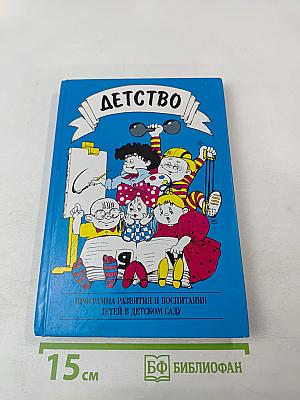 ДЕТСТВО
ПРОГРАММА РАЗВИТИЯ И ВОСПИТАНИЯ
ДЕТЕЙ В ДЕТСКОМ САДУ
15 см
БФ БИБЛИОФАН